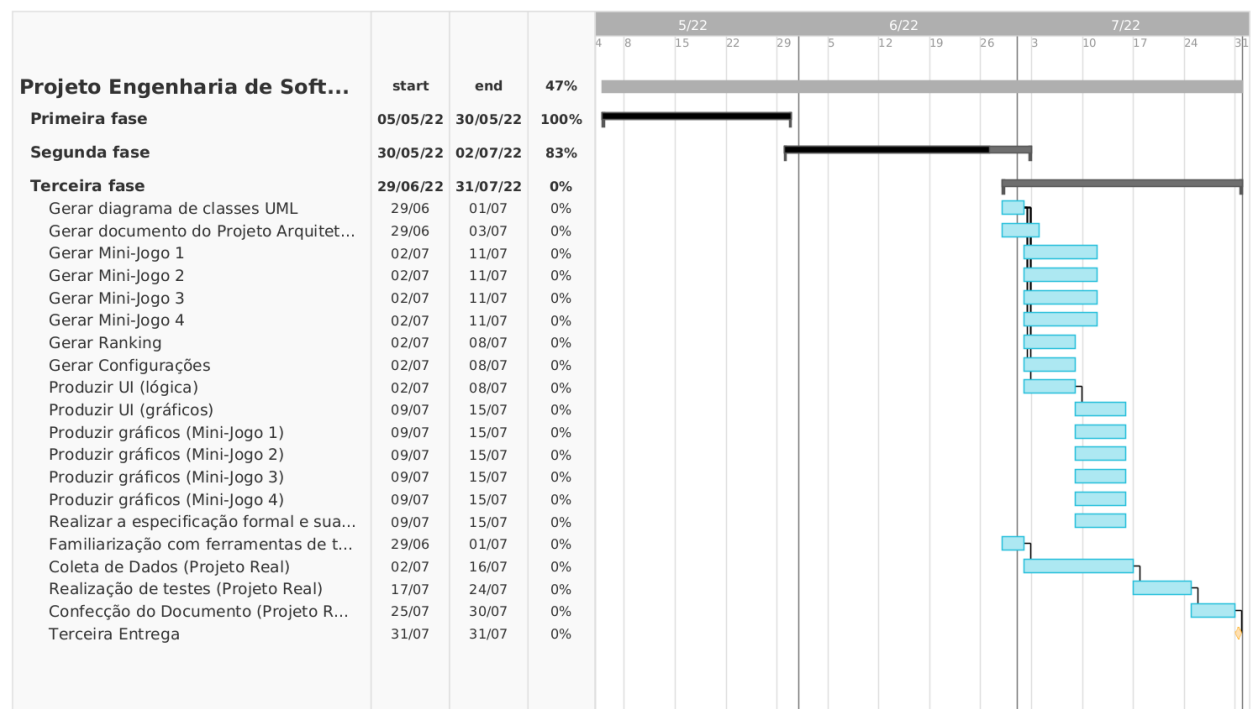 5/22 6/22 7/22
4 8 15 22 29 5 12 19 26 3 10 17 24 31
Projeto Engenharia de Soft... start end 47%
Primeira fase 05/05/22 30/05/22 100%
Segunda fase 30/05/22 02/07/22 83%
Terceira fase 29/06/22 31/07/22 0%
Gerar diagrama de classes UML 29/06 01/07 0%
Gerar documento do Projeto Arquitet... 29/06 03/07 0%
Gerar Mini-Jogo 1 02/07 11/07 0%
Gerar Mini-Jogo 2 02/07 11/07 0%
Gerar Mini-Jogo 3 02/07 11/07 0%
Gerar Mini-Jogo 4 02/07 11/07 0%
Gerar Ranking 02/07 08/07 0%
Gerar Configurações 02/07 08/07 0%
Produzir UI (lógica) 02/07 08/07 0%
Produzir UI (gráficos) 09/07 15/07 0%
Produzir gráficos (Mini-Jogo 1) 09/07 15/07 0%
Produzir gráficos (Mini-Jogo 2) 09/07 15/07 0%
Produzir gráficos (Mini-Jogo 3) 09/07 15/07 0%
Produzir gráficos (Mini-Jogo 4) 09/07 15/07 0%
Realizar a especificação formal e sua... 09/07 15/07 0%
Familiarização com ferramentas de t... 29/06 01/07 0%
Coleta de Dados (Projeto Real) 02/07 16/07 0%
Realização de testes (Projeto Real) 17/07 24/07 0%
Confecção do Documento (Projeto R... 25/07 30/07 0%
Terceira Entrega 31/07 31/07 0%